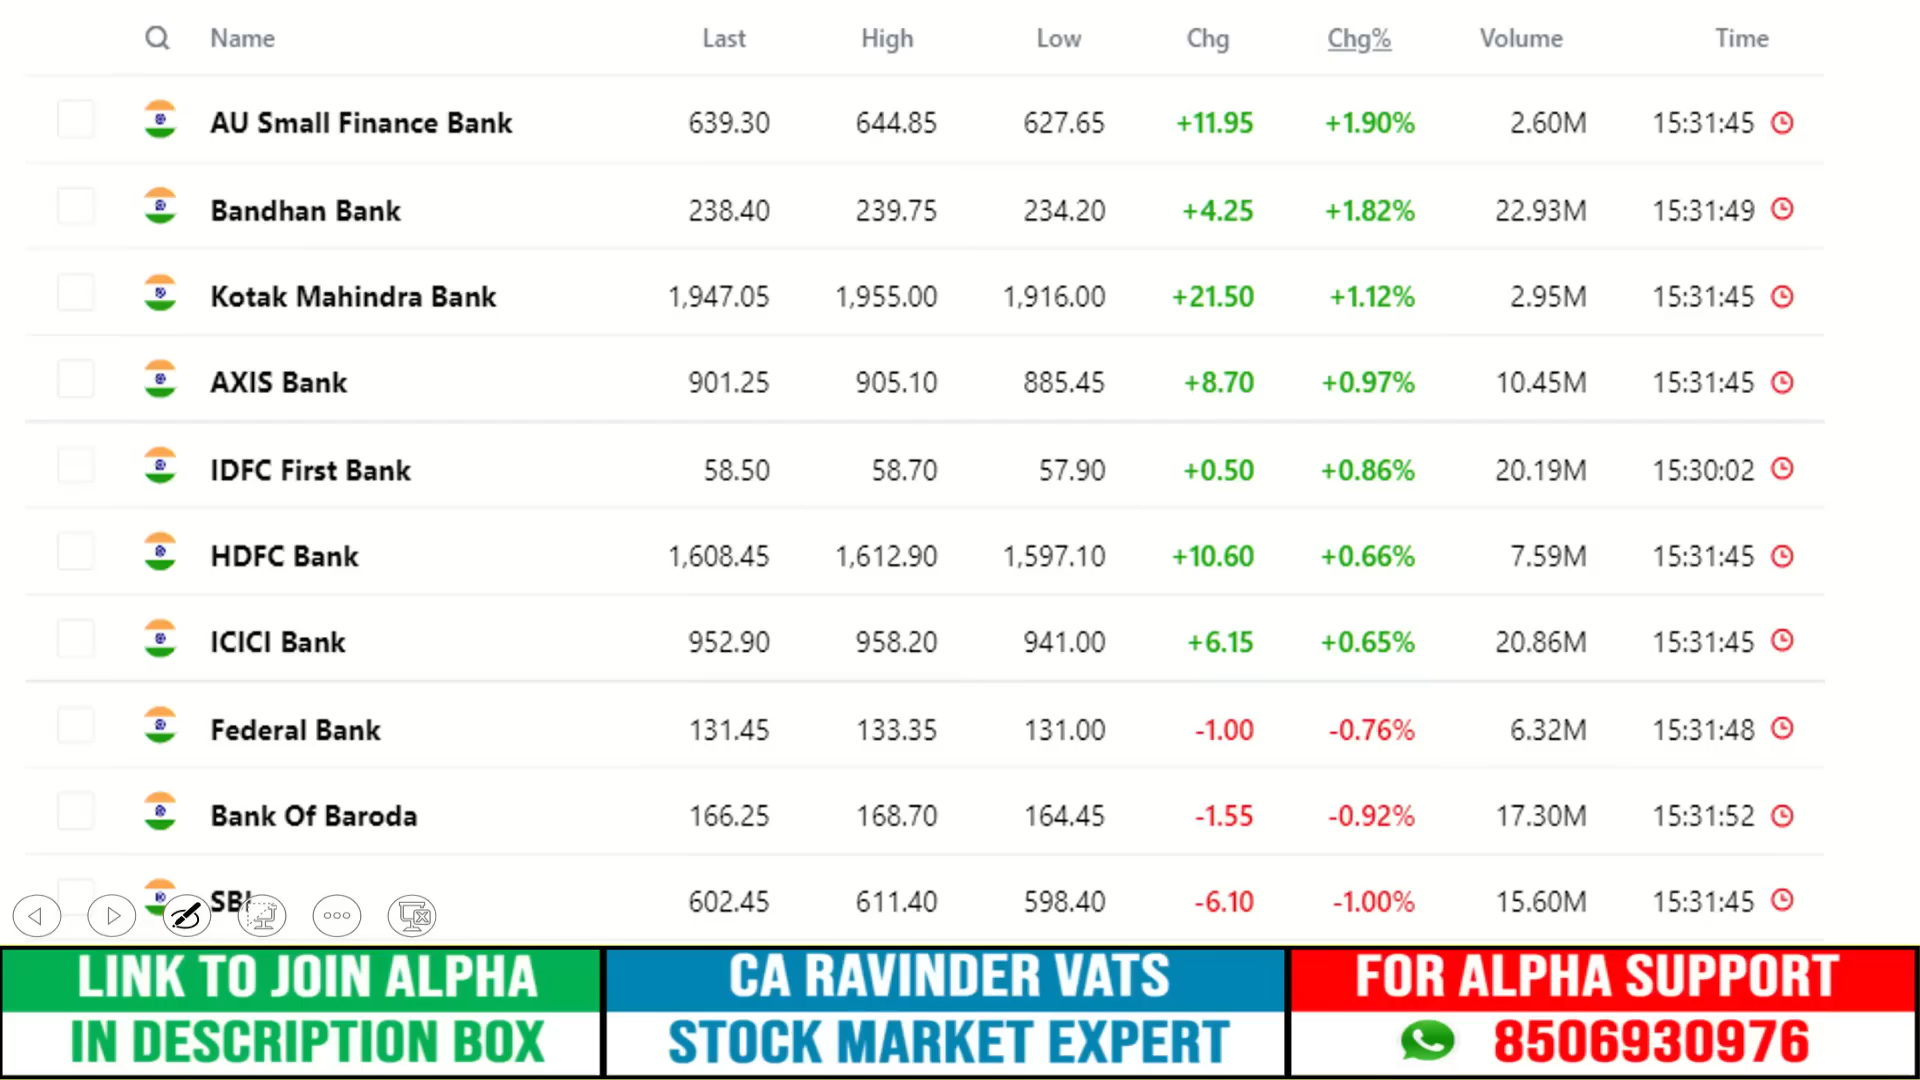 Name Last High Low Chg Chg% Volume Time
AU Small Finance Bank 639.30 644.85 627.65 +11.95 +1.90% 2.60M 15:31:45
Bandhan Bank 238.40 239.75 234.20 +4.25 +1.82% 22.93M 15:31:49
Kotak Mahindra Bank 1,947.05 1,955.00 1,916.00 +21.50 +1.12% 2.95M 15:31:45
AXIS Bank 901.25 905.10 885.45 +8.70 +0.97% 10.45M 15:31:45
IDFC First Bank 58.50 58.70 57.90 +0.50 +0.86% 20.19M 15:30:02
HDFC Bank 1,608.45 1,612.90 1,597.10 +10.60 +0.66% 7.59M 15:31:45
ICICI Bank 952.90 958.20 941.00 +6.15 +0.65% 20.86M 15:31:45
Federal Bank 131.45 133.35 131.00 -1.00 -0.76% 6.32M 15:31:48
Bank Of Baroda 166.25 168.70 164.45 -1.55 -0.92% 17.30M 15:31:52
SBI 602.45 611.40 598.40 -6.10 -1.00% 15.60M 15:31:45
LINK TO JOIN ALPHA
IN DESCRIPTION BOX
CA RAVINDER VATS
STOCK MARKET EXPERT
FOR ALPHA SUPPORT
8506930976